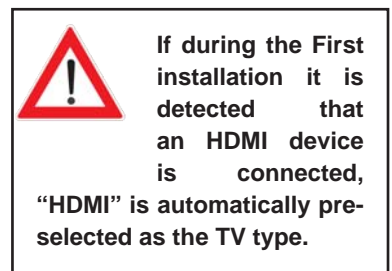 If during the First
installation it is
detected that
an HDMI device
is connected,
“HDMI” is automatically pre-
selected as the TV type.